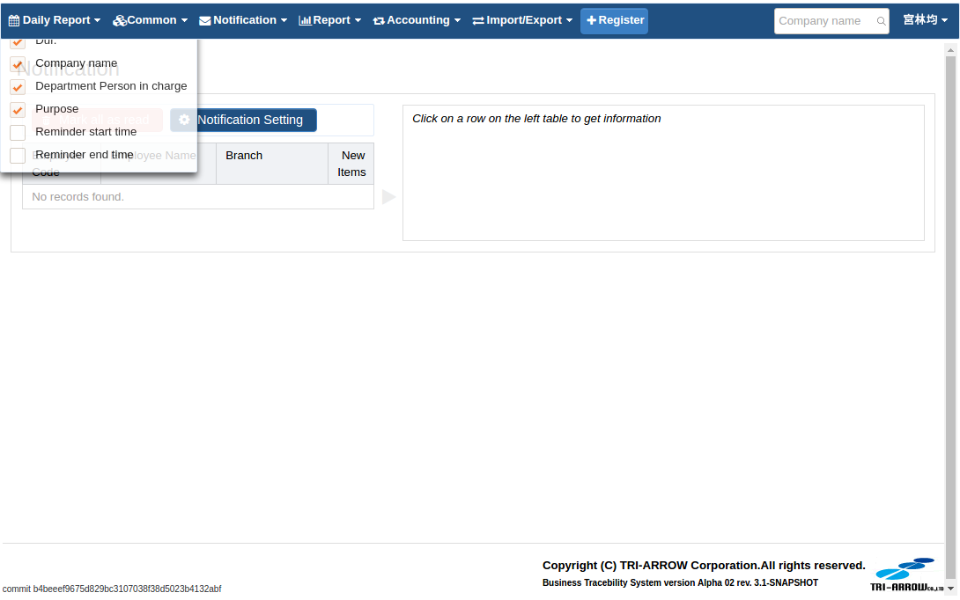 Daily Report Common Notification Report Accounting Import/Export Register Company name 宮林均
Dur.
Company name
Notification
Department Person in charge
Purpose
Notification Setting
Click on a row on the left table to get information
Reminder start time
Reminder end time
Employee Name Branch New
Code Items
No records found.
Copyright (C) TRI-ARROW Corporation.All rights reserved.
Business Tracebility System version Alpha 02 rev. 3.1-SNAPSHOT
TRI-ARROW CO.,LTD
commit b4beeef9675d829bc3107038f38d5023b4132abf